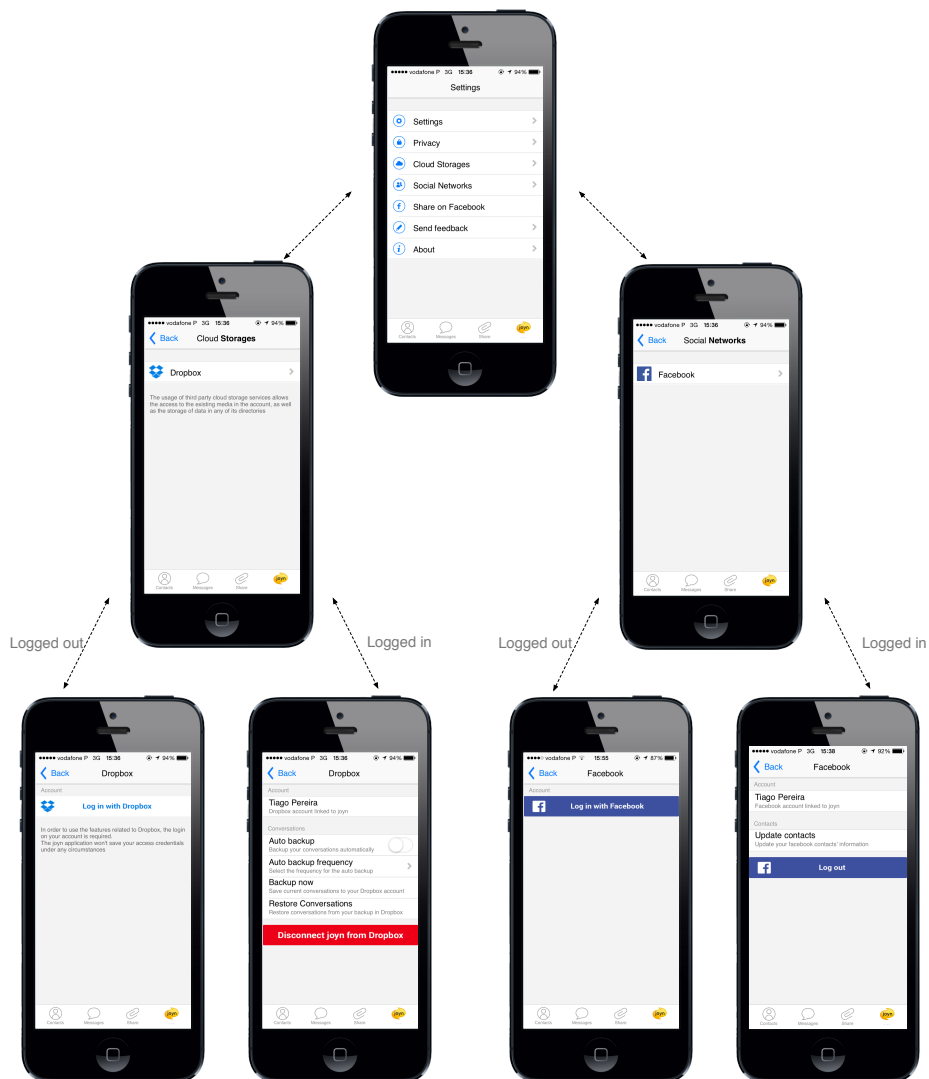 vodafone P 3G 15:36 94%
Settings
Settings
Privacy
Cloud Storages
Social Networks
Share on Facebook
Send feedback
About
Contacts Messages Share joyn
vodafone P 3G 15:36 94%
Back Cloud Storages
Dropbox
The usage of third party cloud storage services allows
the access to the existing media in the account, as well
as the storage of data in any of its directories
Contacts Messages Share joyn
vodafone P 3G 15:36 94%
Back Social Networks
Facebook
Contacts Messages Share joyn
Logged out
Logged in
Logged out
Logged in
vodafone P 3G 15:36 94%
Back Dropbox
Account
Log in with Dropbox
In order to use the features related to Dropbox, the login
on your account is required.
The joyn application won't save your access credentials
under any circumstances
Contacts Messages Share joyn
vodafone P 3G 15:36 94%
Back Dropbox
Account
Tiago Pereira
Dropbox account linked to joyn
Conversations
Auto backup
Backup your conversations automatically
Auto backup frequency
Select the frequency for the auto backup
Backup now
Save current conversations to your Dropbox account
Restore Conversations
Restore conversations from your backup in Dropbox
Disconnect joyn from Dropbox
Contacts Messages Share joyn
vodafone P 15:55 87%
Back Facebook
Account
Log in with Facebook
Contacts Messages Share joyn
vodafone P 3G 15:38 92%
Back Facebook
Account
Tiago Pereira
Facebook account linked to joyn
Contacts
Update contacts
Update your facebook contacts' information
Log out
Contacts Messages Share joyn